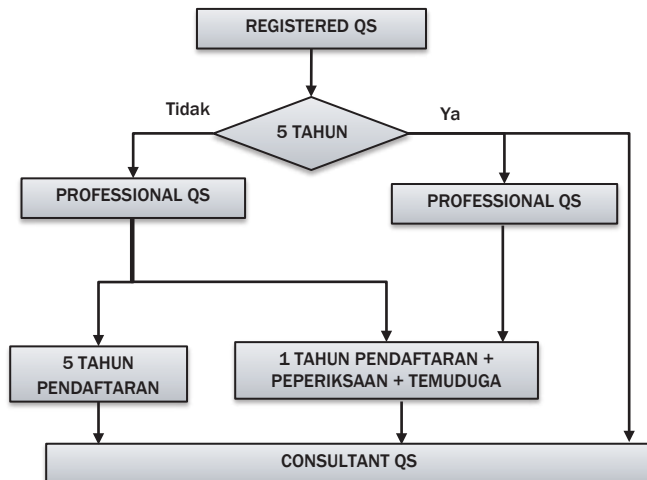 REGISTERED QS
Tidak
Ya
5 TAHUN
PROFESSIONAL QS
PROFESSIONAL QS
5 TAHUN
PENDAFTARAN
1 TAHUN PENDAFTARAN +
PEPERIKSAAN + TEMUDUGA
CONSULTANT QS